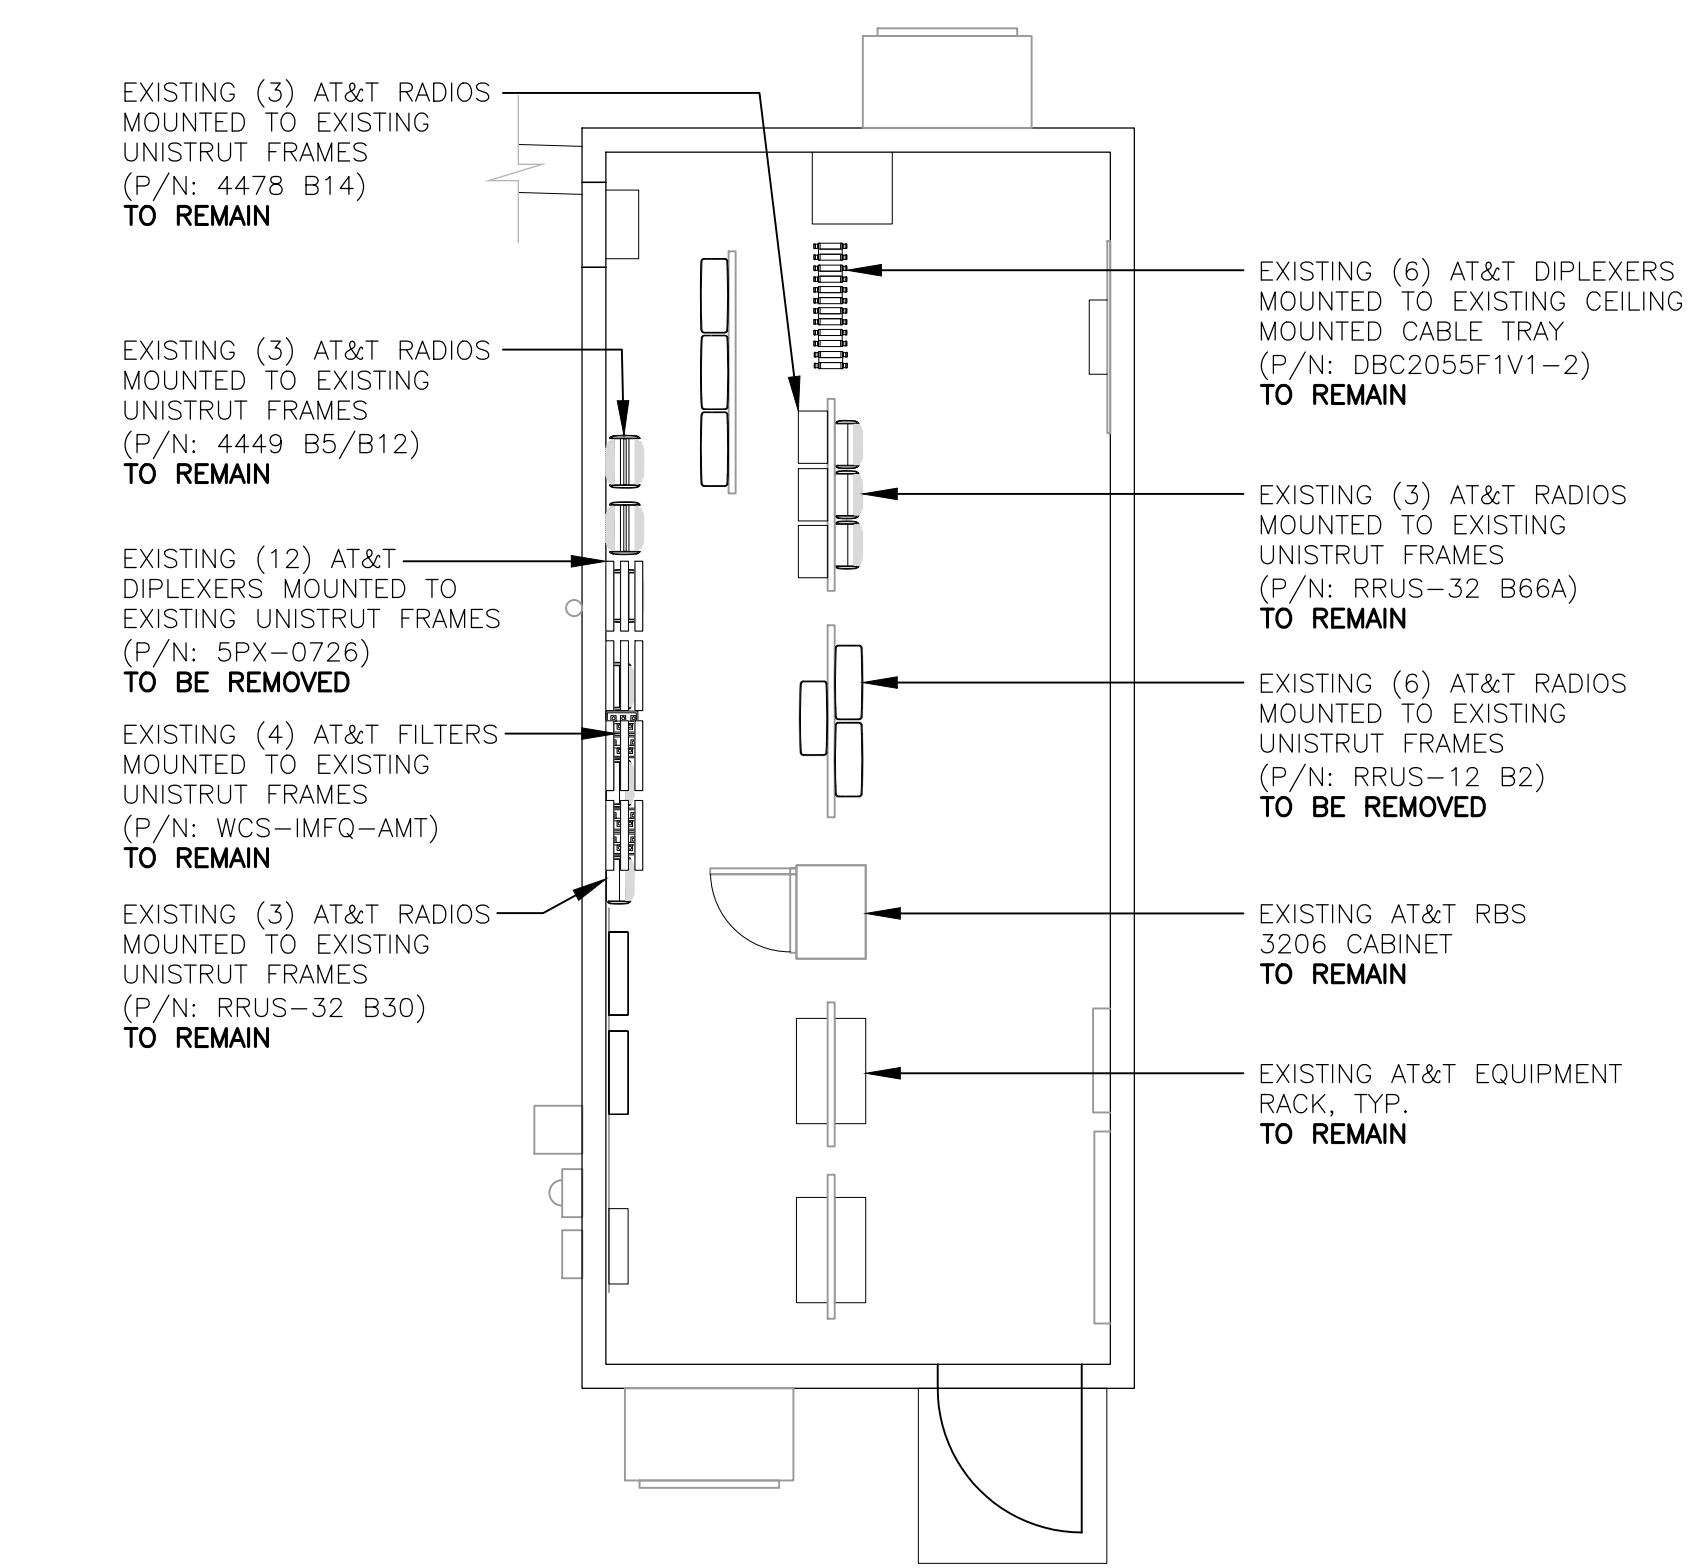 EXISTING (3) AT&T RADIOS
MOUNTED TO EXISTING
UNISTRUT FRAMES
(P/N: 4478 B14)
TO REMAIN
EXISTING (3) AT&T RADIOS
MOUNTED TO EXISTING
UNISTRUT FRAMES
(P/N: 4449 B5/B12)
TO REMAIN
EXISTING (12) AT&T
DIPLEXERS MOUNTED TO
EXISTING UNISTRUT FRAMES
(P/N: 5PX-0726)
TO BE REMOVED
EXISTING (4) AT&T FILTERS
MOUNTED TO EXISTING
UNISTRUT FRAMES
(P/N: WCS-IMFQ-AMT)
TO REMAIN
EXISTING (3) AT&T RADIOS
MOUNTED TO EXISTING
UNISTRUT FRAMES
(P/N: RRUS-32 B30)
TO REMAIN
EXISTING (6) AT&T DIPLEXERS
MOUNTED TO EXISTING CEILING
MOUNTED CABLE TRAY
(P/N: DBC2055F1V1-2)
TO REMAIN
EXISTING (3) AT&T RADIOS
MOUNTED TO EXISTING
UNISTRUT FRAMES
(P/N: RRUS-32 B66A)
TO REMAIN
EXISTING (6) AT&T RADIOS
MOUNTED TO EXISTING
UNISTRUT FRAMES
(P/N: RRUS-12 B2)
TO BE REMOVED
EXISTING AT&T RBS
3206 CABINET
TO REMAIN
EXISTING AT&T EQUIPMENT
RACK, TYP.
TO REMAIN